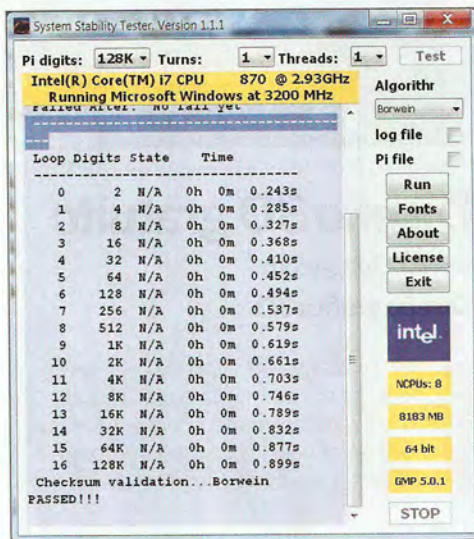 System Stability Tester, Version 1.1.1
Pi digits: 128K Turns: 1 Threads: 1 Test
Intel(R) Core(TM) i7 CPU 870 @ 2.93GHz
Running Microsoft Windows at 3200 MHz
Failed After: No fail yet
Loop Digits State Time
0 2 N/A 0h 0m 0.243s
1 4 N/A 0h 0m 0.285s
2 8 N/A 0h 0m 0.327s
3 16 N/A 0h 0m 0.368s
4 32 N/A 0h 0m 0.410s
5 64 N/A 0h 0m 0.452s
6 128 N/A 0h 0m 0.494s
7 256 N/A 0h 0m 0.537s
8 512 N/A 0h 0m 0.579s
9 1K N/A 0h 0m 0.619s
10 2K N/A 0h 0m 0.661s
11 4K N/A 0h 0m 0.703s
12 8K N/A 0h 0m 0.746s
13 16K N/A 0h 0m 0.789s
14 32K N/A 0h 0m 0.832s
15 64K N/A 0h 0m 0.877s
16 128K N/A 0h 0m 0.899s
Checksum validation...Borwein
PASSED!!!
Algorithr
Borwein
log file
Pi file
Run
Fonts
About
License
Exit
intel.
NCPUs: 8
8183 MB
64 bit
GMP 5.0.1
STOP